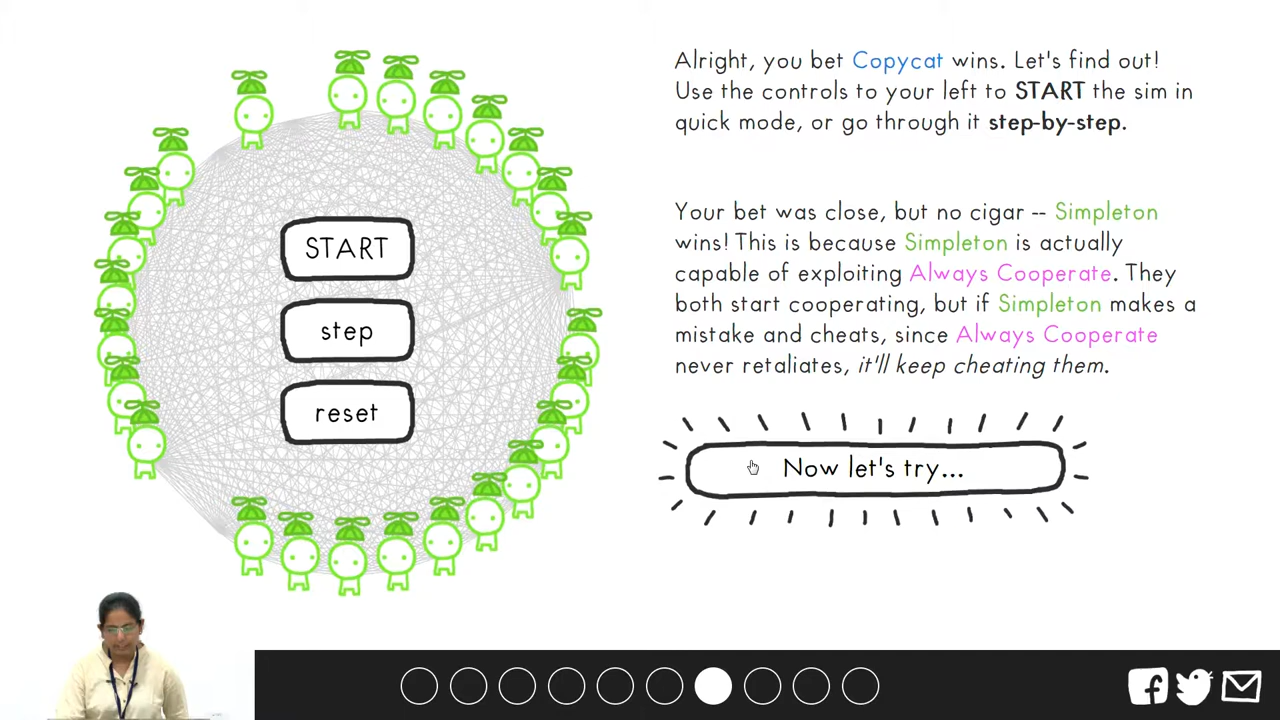 Alright, you bet Copycat wins. Let's find out!
Use the controls to your left to START the sim in
quick mode, or go through it step-by-step.
START
step
reset
Your bet was close, but no cigar -- Simpleton
wins! This is because Simpleton is actually
capable of exploiting Always Cooperate. They
both start cooperating, but if Simpleton makes a
mistake and cheats, since Always Cooperate
never retaliates, it'll keep cheating them.
Now let's try...